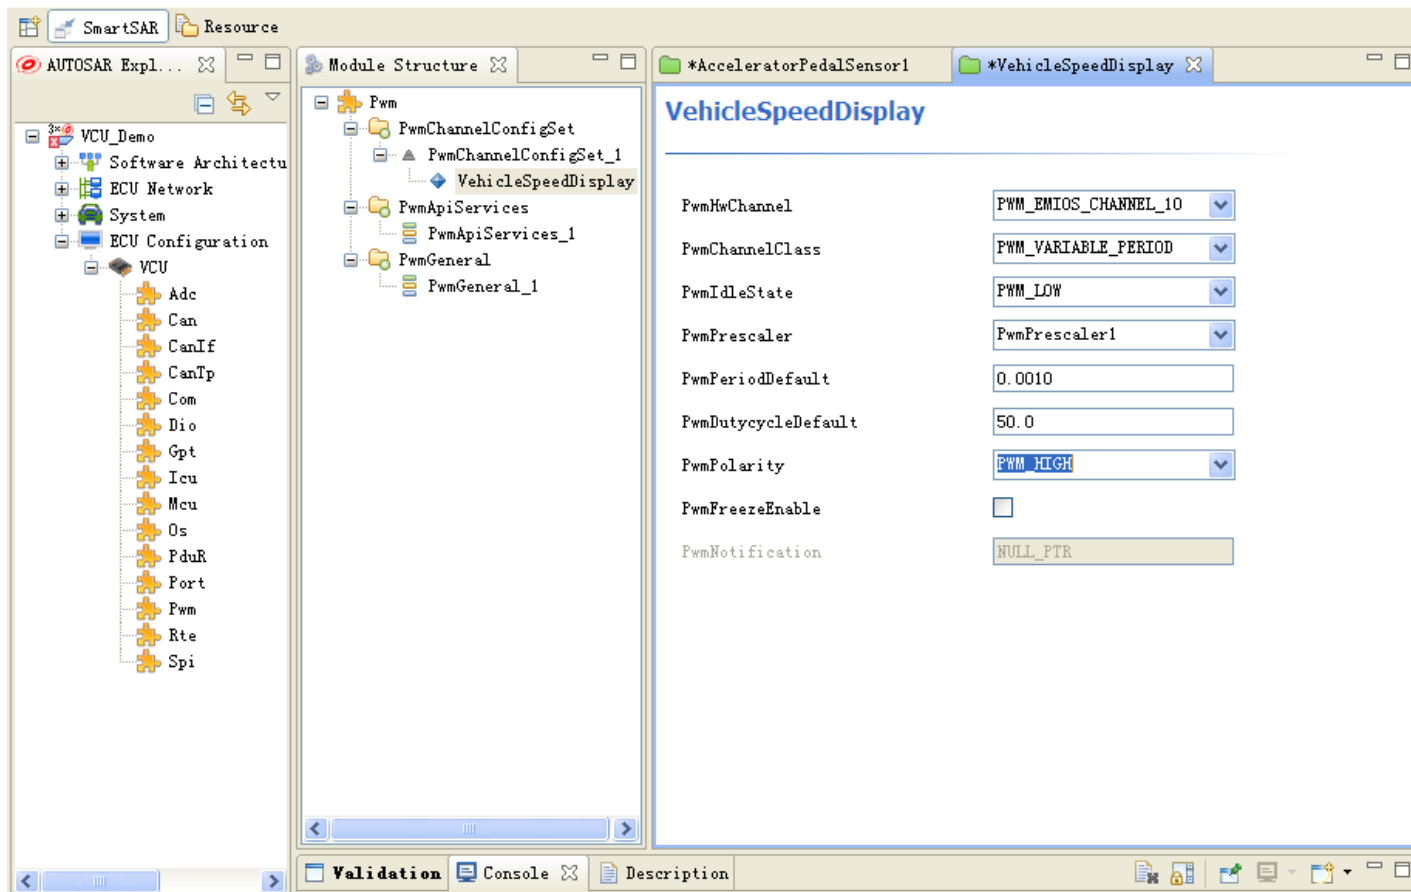 SmartSAR
Resource
AUTOSAR Expl...
VCU_Demo
Software Architectu
ECU Network
System
ECU Configuration
VCU
Adc
Can
CanIf
CanTp
Com
Dio
Gpt
Icu
Mcu
Os
PduR
Port
Pwm
Rte
Spi
Module Structure
Pwm
PwmChannelConfigSet
PwmChannelConfigSet_1
VehicleSpeedDisplay
PwmApiServices
PwmApiServices_1
PwmGeneral
PwmGeneral_1
*AcceleratorPedalSensor1
*VehicleSpeedDisplay
VehicleSpeedDisplay
PwmHwChannel PWM_EMIOS_CHANNEL_10
PwmChannelClass PWM_VARIABLE_PERIOD
PwmIdleState PWM_LOW
PwmPrescaler PwmPrescaler1
PwmPeriodDefault 0.0010
PwmDutycycleDefault 50.0
PwmPolarity PWM_HIGH
PwmFreezeEnable
PwmNotification NULL_PTR
Validation Console Description